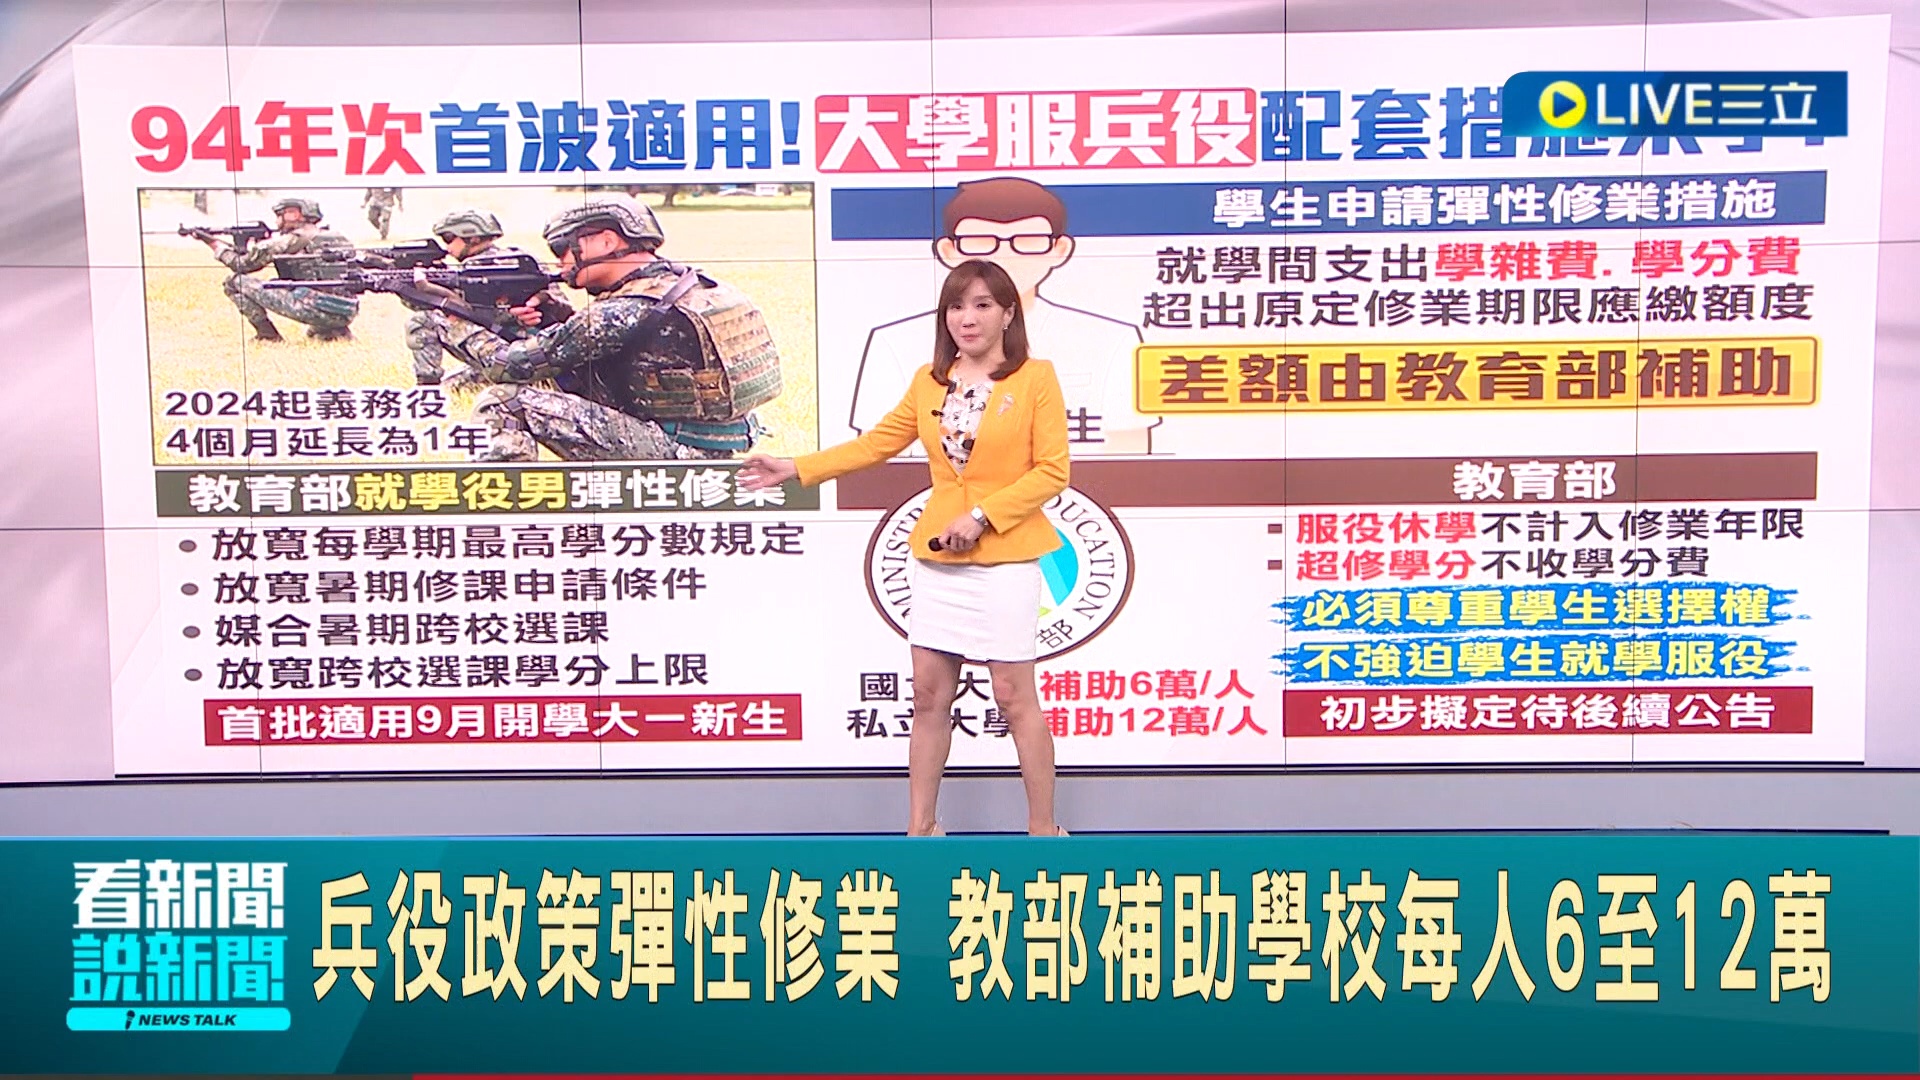 94年次首波適用!大學服兵役配套措施
LIVE三立
2024起義務役
4個月延長為1年
教育部就學役男彈性修業
• 放寬每學期最高學分數規定
• 放寬暑期修課申請條件
• 媒合暑期跨校選課
• 放寬跨校選課學分上限
首批適用9月開學大一新生
學生申請彈性修業措施
就學間支出學雜費.學分費
超出原定修業期限應繳額度
差額由教育部補助
生
教育部
- 服役休學不計入修業年限
- 超修學分不收學分費
必須尊重學生選擇權
不強迫學生就學服役
初步擬定待後續公告
EDUCATION
部
國立大 補助6萬/人
私立大學補助12萬/人
看新聞
說新聞
NEWS TALK
兵役政策彈性修業 教部補助學校每人6至12萬